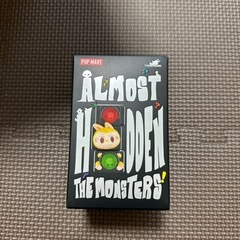 POP MART
ALMOST
HIDDEN
THE MONSTERS!